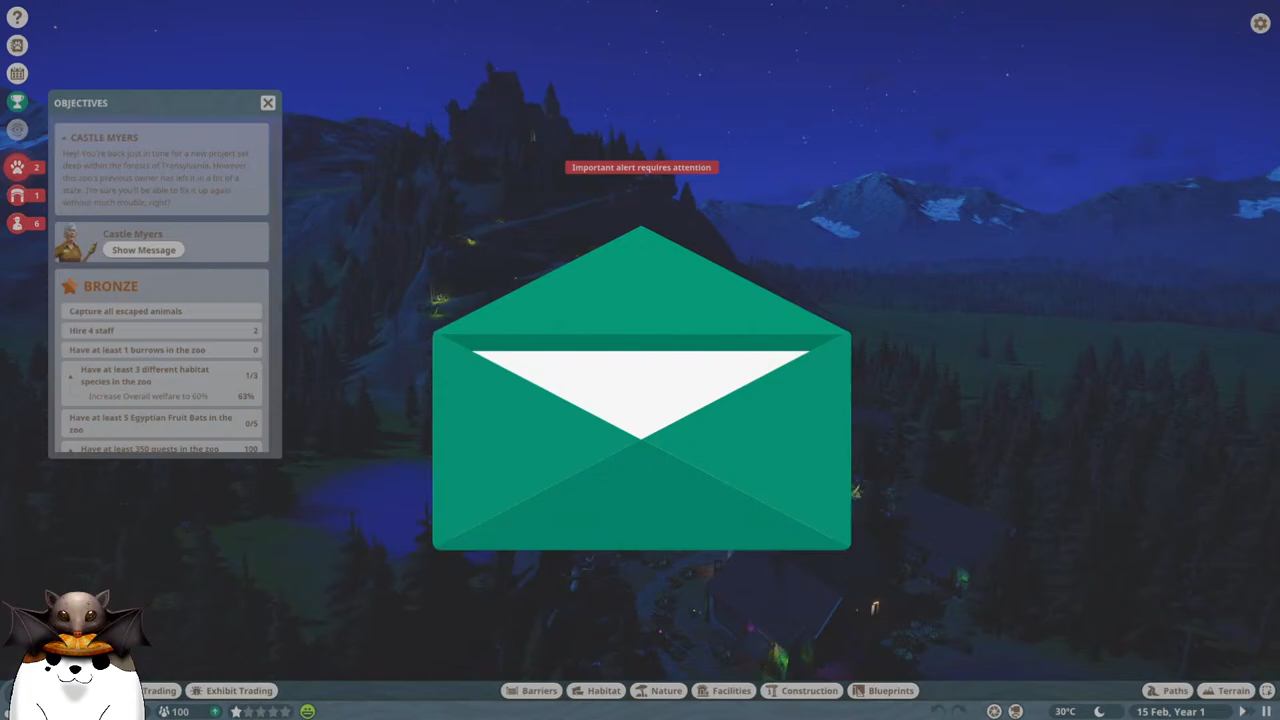 ?
OBJECTIVES
CASTLE MYERS
Hey! You're back just in time for a new project set
deep within the forests of Transylvania. However
this zoo's previous owner has left it in a bit of a
state. I'm sure you'll be able to fix it up again
without much trouble, right?
2
1
6
Castle Myers
Show Message
BRONZE
Capture all escaped animals
Hire 4 staff 2
Have at least 1 burrows in the zoo 0
Have at least 3 different habitat
species in the zoo 1/3
Increase Overall welfare to 60% 63%
Have at least 5 Egyptian Fruit Bats in the
zoo 0/5
Have at least 350 guests in the zoo 100
Important alert requires attention
Trading
Exhibit Trading
Barriers
Habitat
Nature
Facilities
Construction
Blueprints
Paths
Terrain
100
30°C
15 Feb, Year 1